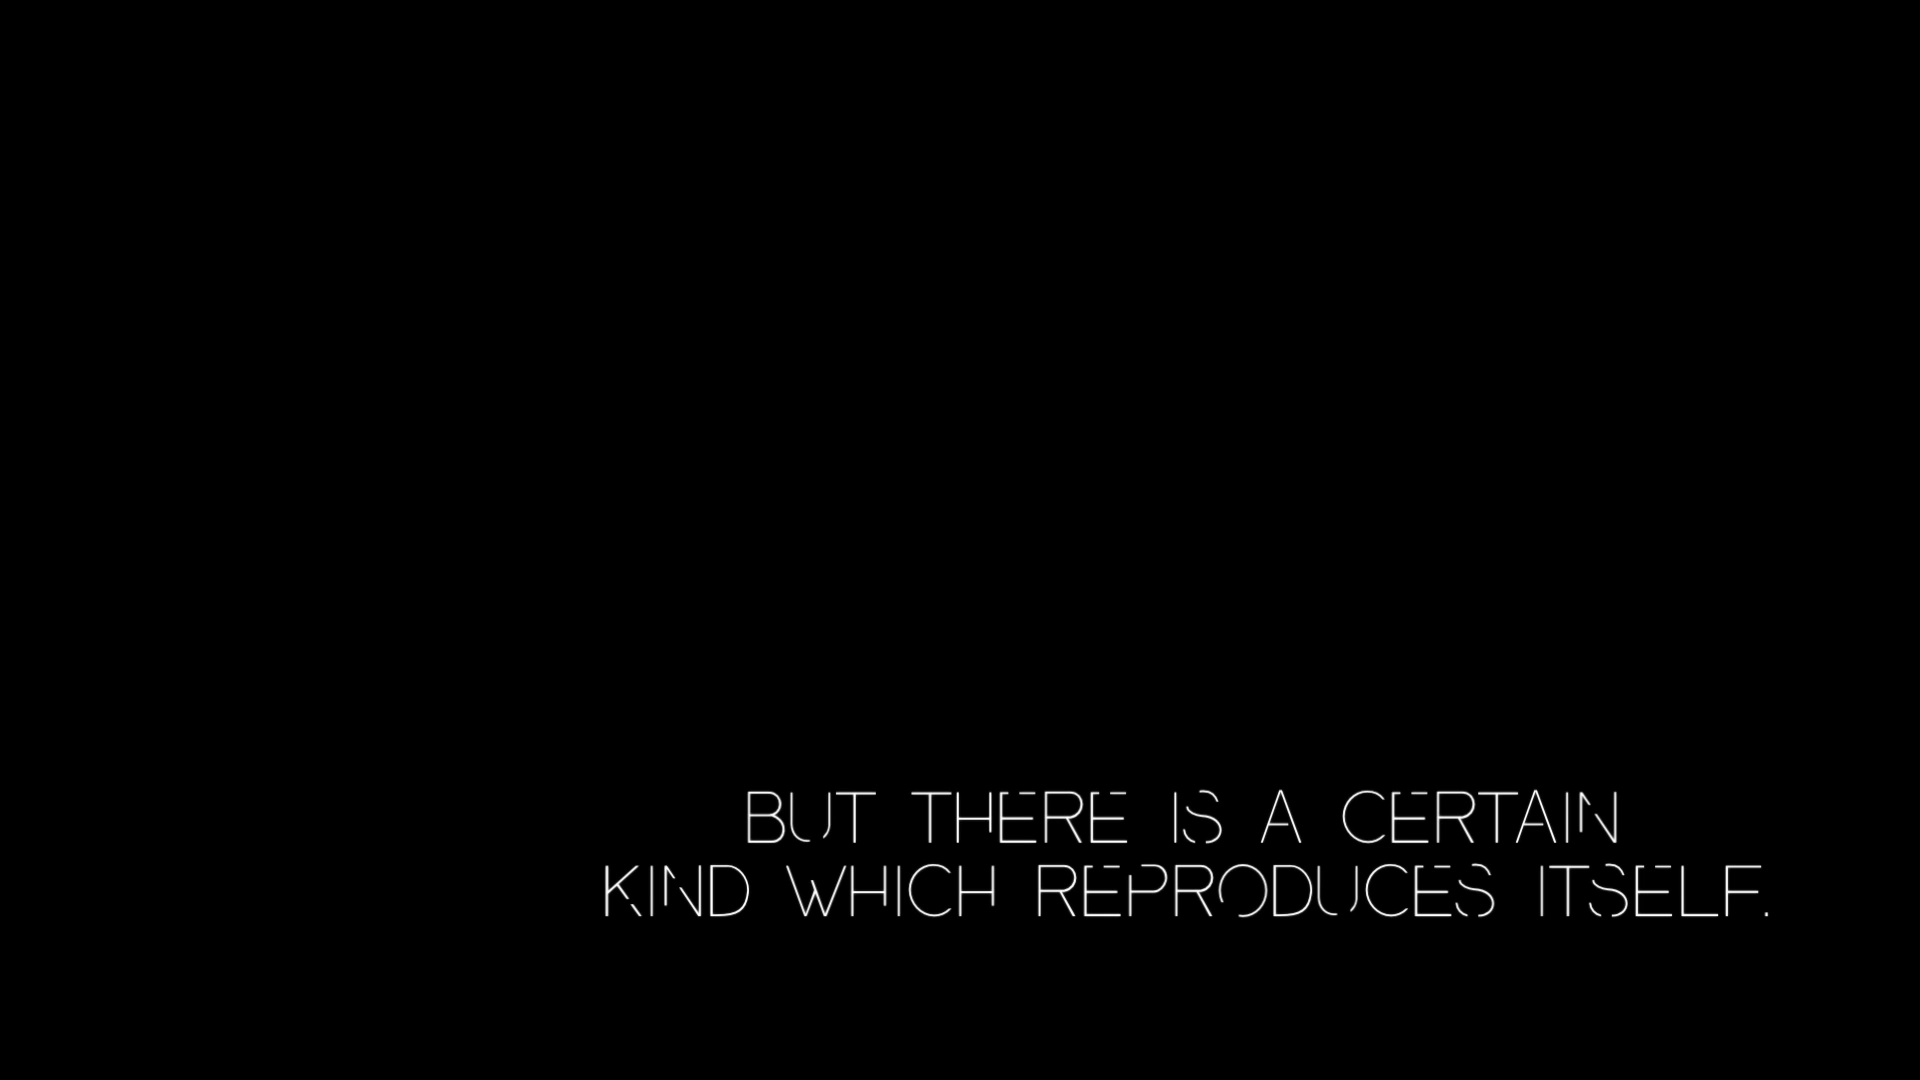 BUT THERE IS A CERTAIN
KIND WHICH REPRODUCES ITSELF.